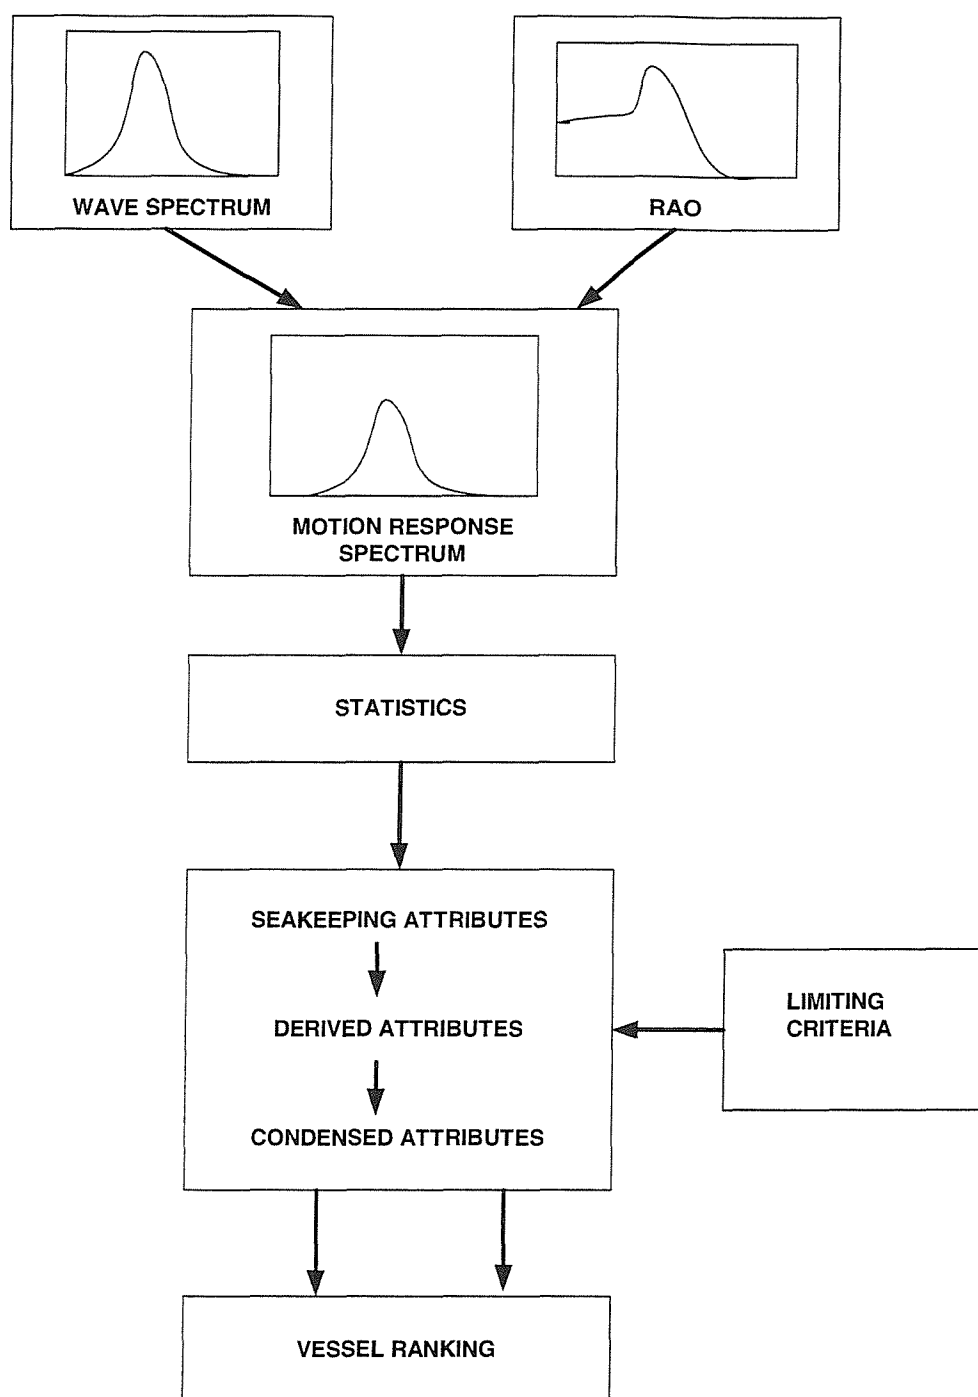 WAVE SPECTRUM
RAO
MOTION RESPONSE
SPECTRUM
STATISTICS
SEAKEEPING ATTRIBUTES
DERIVED ATTRIBUTES
CONDENSED ATTRIBUTES
LIMITING
CRITERIA
VESSEL RANKING